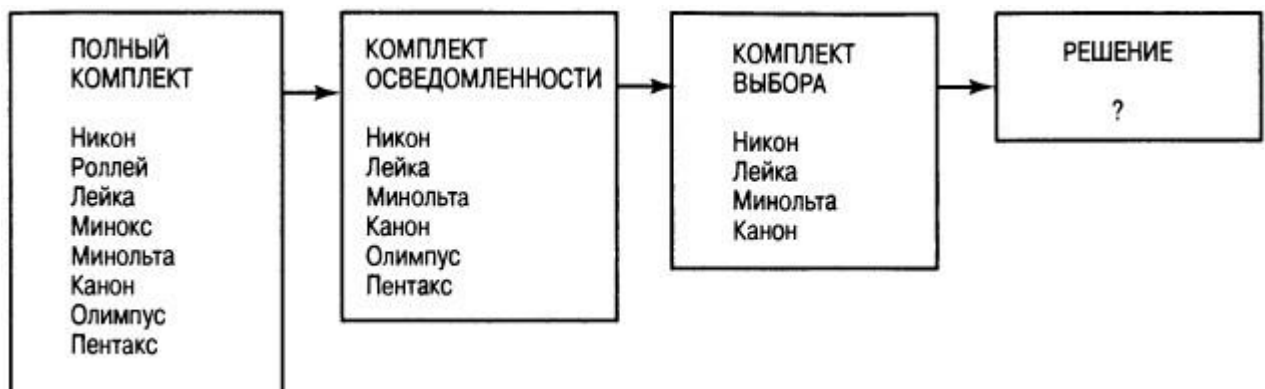 ПОЛНЫЙ
КОМПЛЕКТ
Никон
Роллей
Лейка
Минокс
Минольта
Канон
Олимпус
Пентакс
КОМПЛЕКТ
ОСВЕДОМЛЕННОСТИ
Никон
Лейка
Минольта
Канон
Олимпус
Пентакс
КОМПЛЕКТ
ВЫБОРА
Никон
Лейка
Минольта
Канон
РЕШЕНИЕ
?